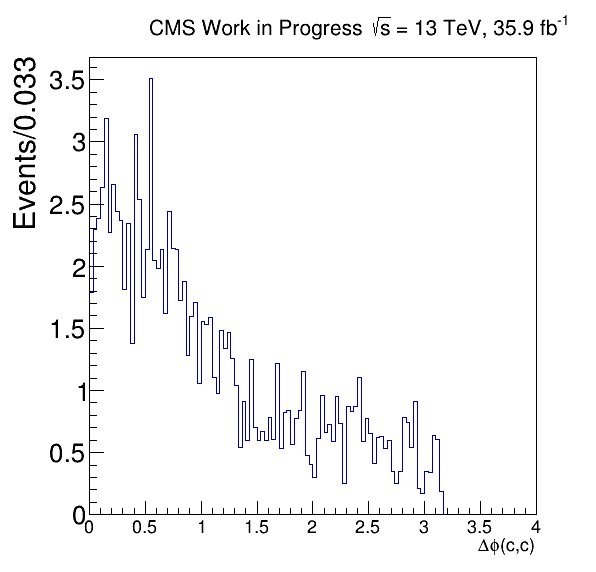 CMS Work in Progress √s = 13 TeV, 35.9 fb⁻¹
Events/0.033
3.5
3
2.5
2
1.5
1
0.5
0
0 0.5 1 1.5 2 2.5 3 3.5 4
Δϕ(c,c)